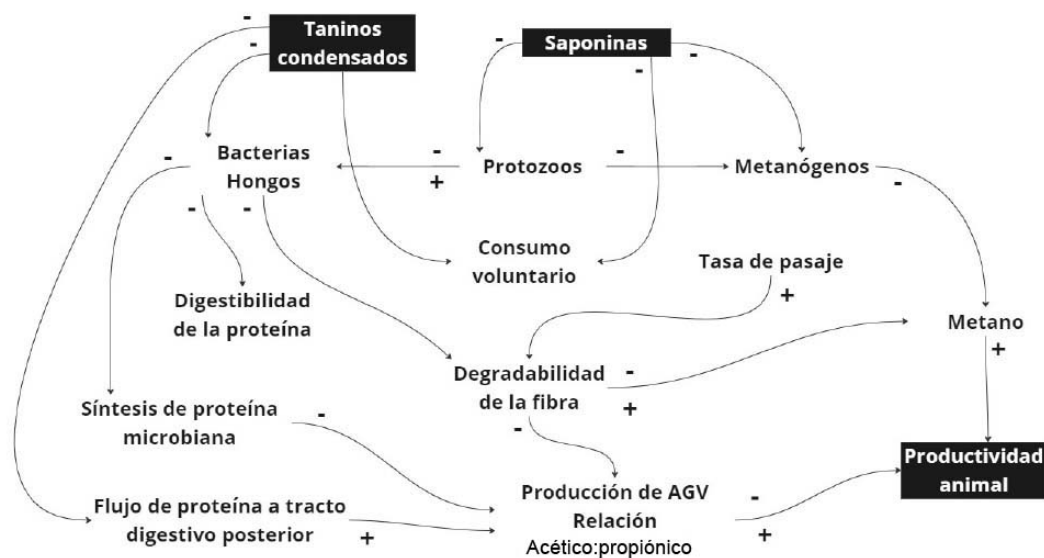 Taninos
condensados
Saponinas
-
-
-
-
-
Bacterias
Hongos
-
-
-
-
+
Protozoos
-
Metanógenos
-
Consumo
voluntario
Tasa de pasaje
+
Digestibilidad
de la proteína
Metano
+
Degradabilidad
de la fibra
-
+
-
Síntesis de proteína
microbiana
-
Productividad
animal
Flujo de proteína a tracto
digestivo posterior
+
Producción de AGV
Relación
Acético:propiónico
-
+